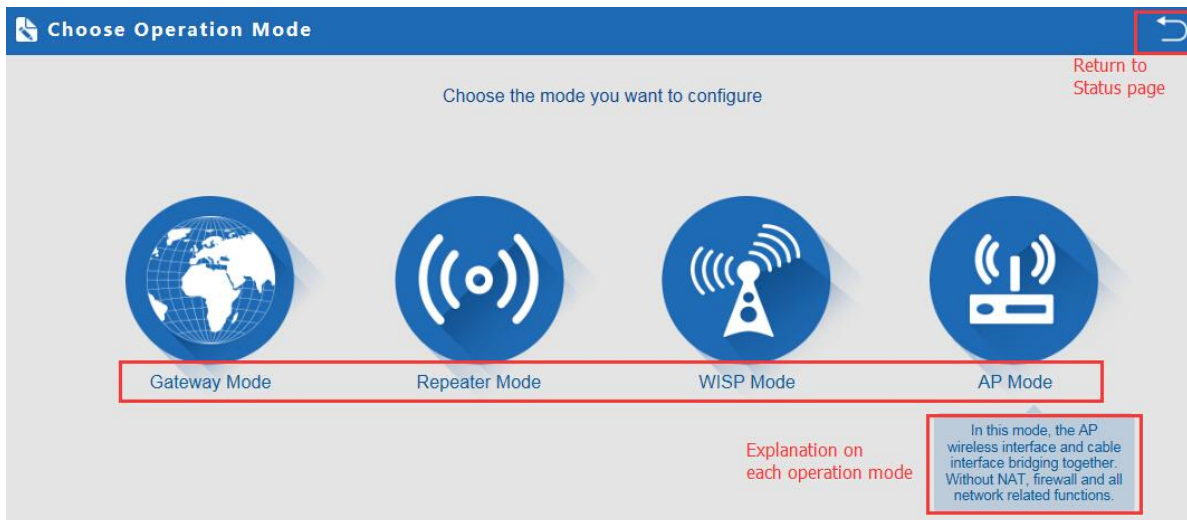 Choose Operation Mode
Return to
Status page
Choose the mode you want to configure
Gateway Mode
Repeater Mode
WISP Mode
AP Mode
Explanation on
each operation mode
In this mode, the AP
wireless interface and cable
interface bridging together.
Without NAT, firewall and all
network related functions.